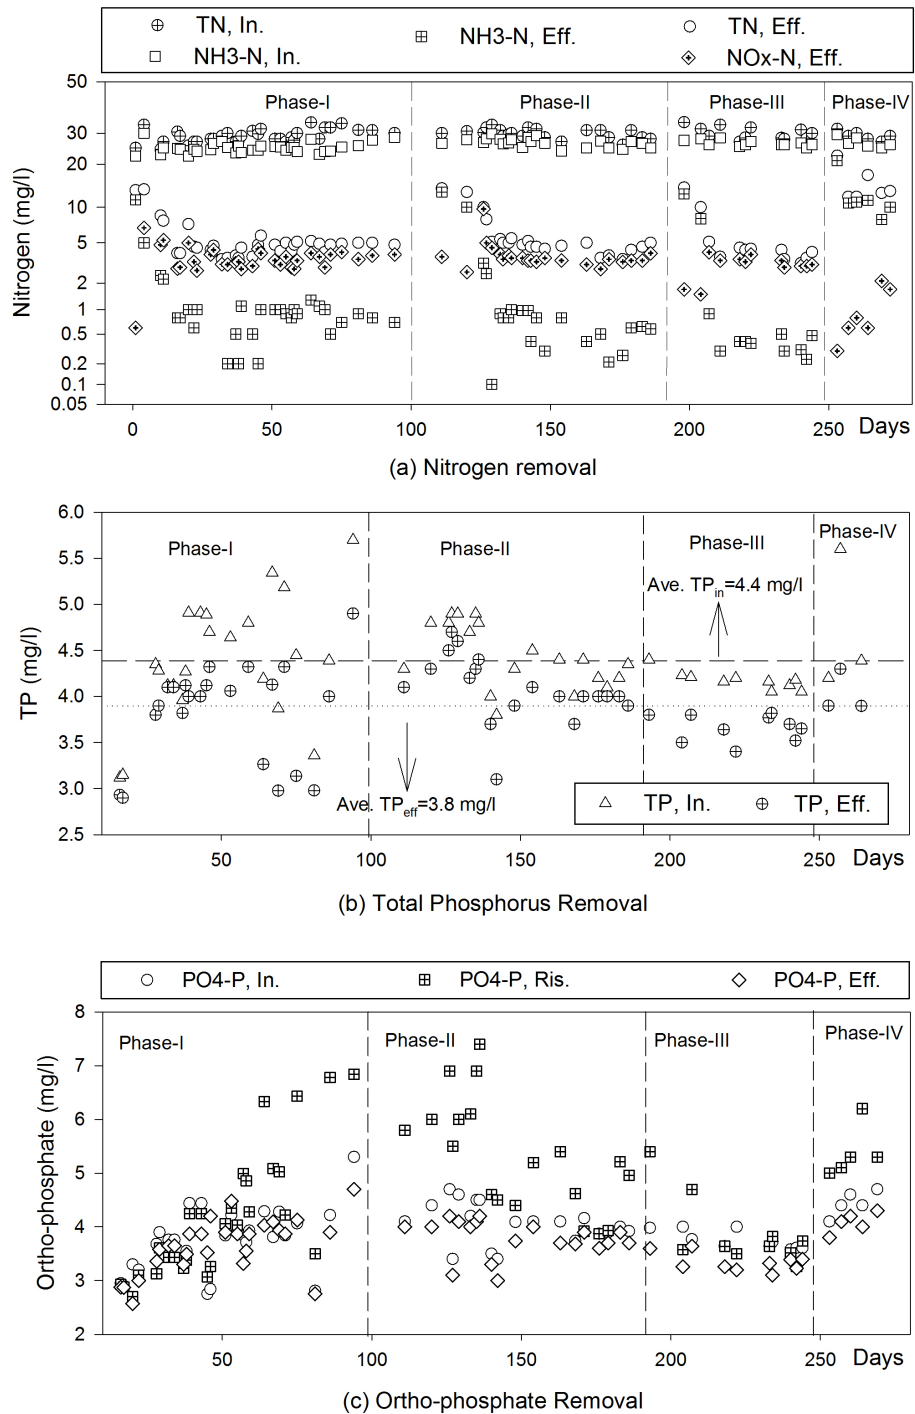 TN, In. NH3-N, Eff. TN, Eff.
NH3-N, In. NOx-N, Eff.
50
30
20
10
5
2
1
0.5
0.2
0.1
0.05
Nitrogen (mg/l)
Phase-I Phase-II Phase-III Phase-IV
0 50 100 150 200 250 Days
(a) Nitrogen removal
6.0
5.5
5.0
4.5
4.0
3.5
3.0
2.5
TP (mg/l)
Phase-I Phase-II Phase-III Phase-IV
Ave. TPin=4.4 mg/l
Ave. TPeff=3.8 mg/l
TP, In. TP, Eff.
50 100 150 200 250 Days
(b) Total Phosphorus Removal
PO4-P, In. PO4-P, Ris. PO4-P, Eff.
8
7
6
5
4
3
2
Ortho-phosphate (mg/l)
Phase-I Phase-II Phase-III Phase-IV
50 100 150 200 250 Days
(c) Ortho-phosphate Removal